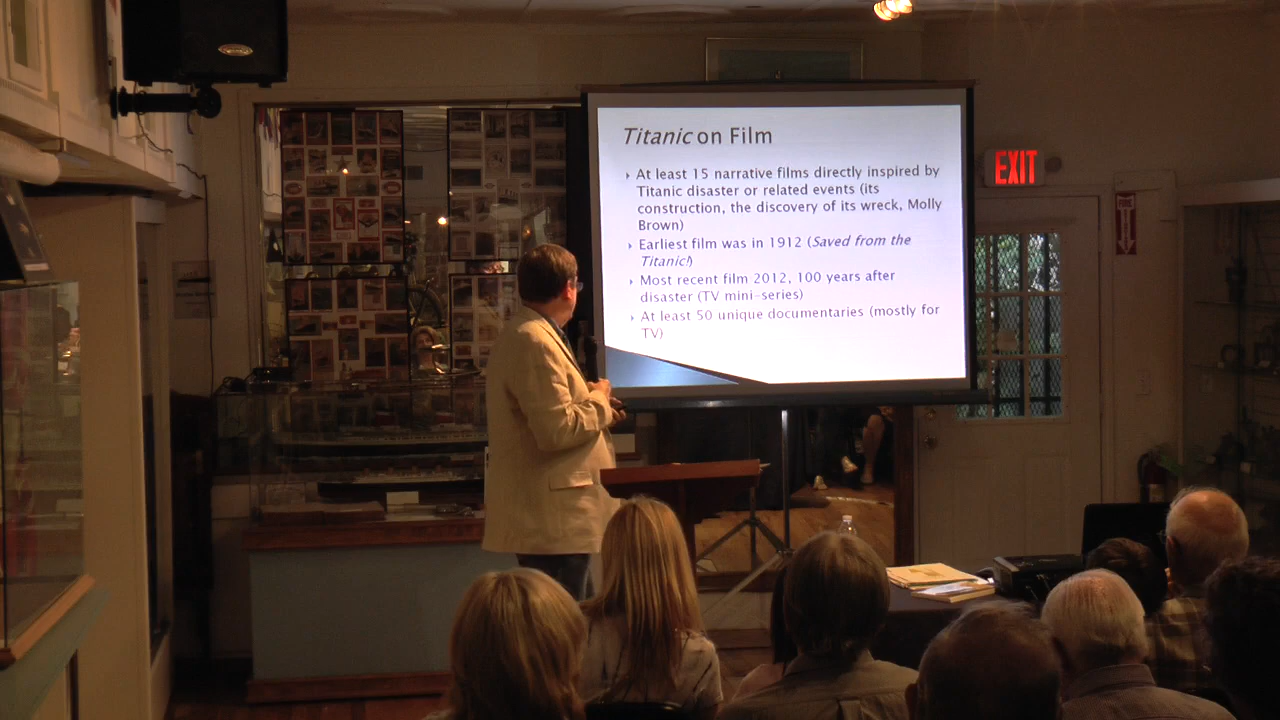 Titanic on Film
At least 15 narrative films directly inspired by
Titanic disaster or related events (its
construction, the discovery of its wreck, Molly
Brown)
Earliest film was in 1912 (Saved from the
Titanic!)
Most recent film 2012, 100 years after
disaster (TV mini-series)
At least 50 unique documentaries (mostly for
TV)
EXIT
FIRE